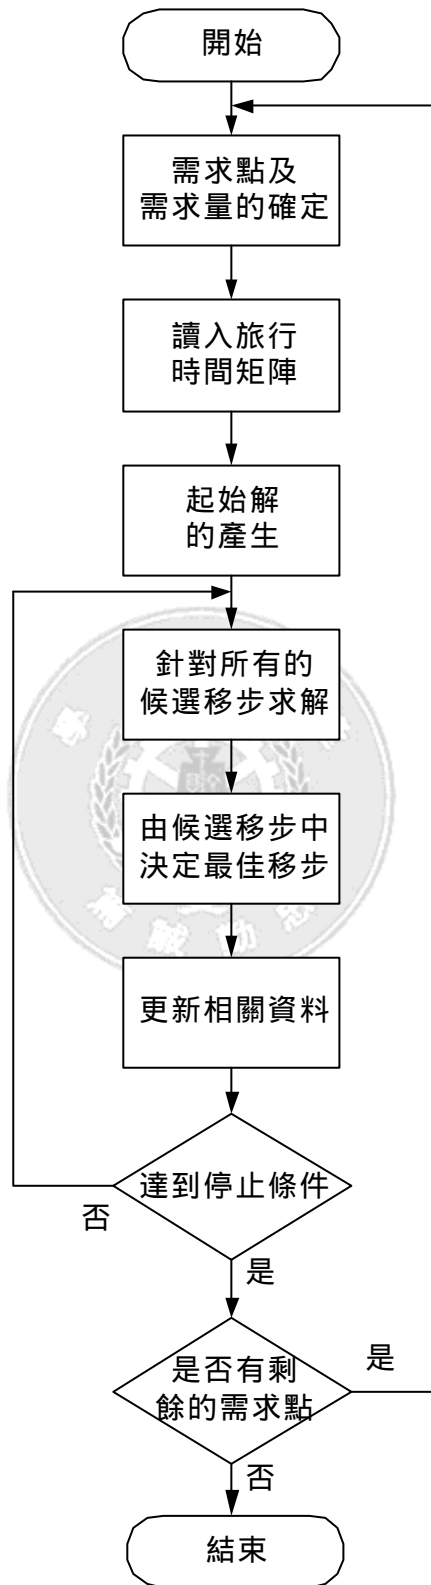 開始
需求點及
需求量的確定
讀入旅行
時間矩陣
起始解
的產生
針對所有的
候選移步求解
由候選移步中
決定最佳移步
更新相關資料
達到停止條件
否
是
是否有剩
餘的需求點
是
否
結束